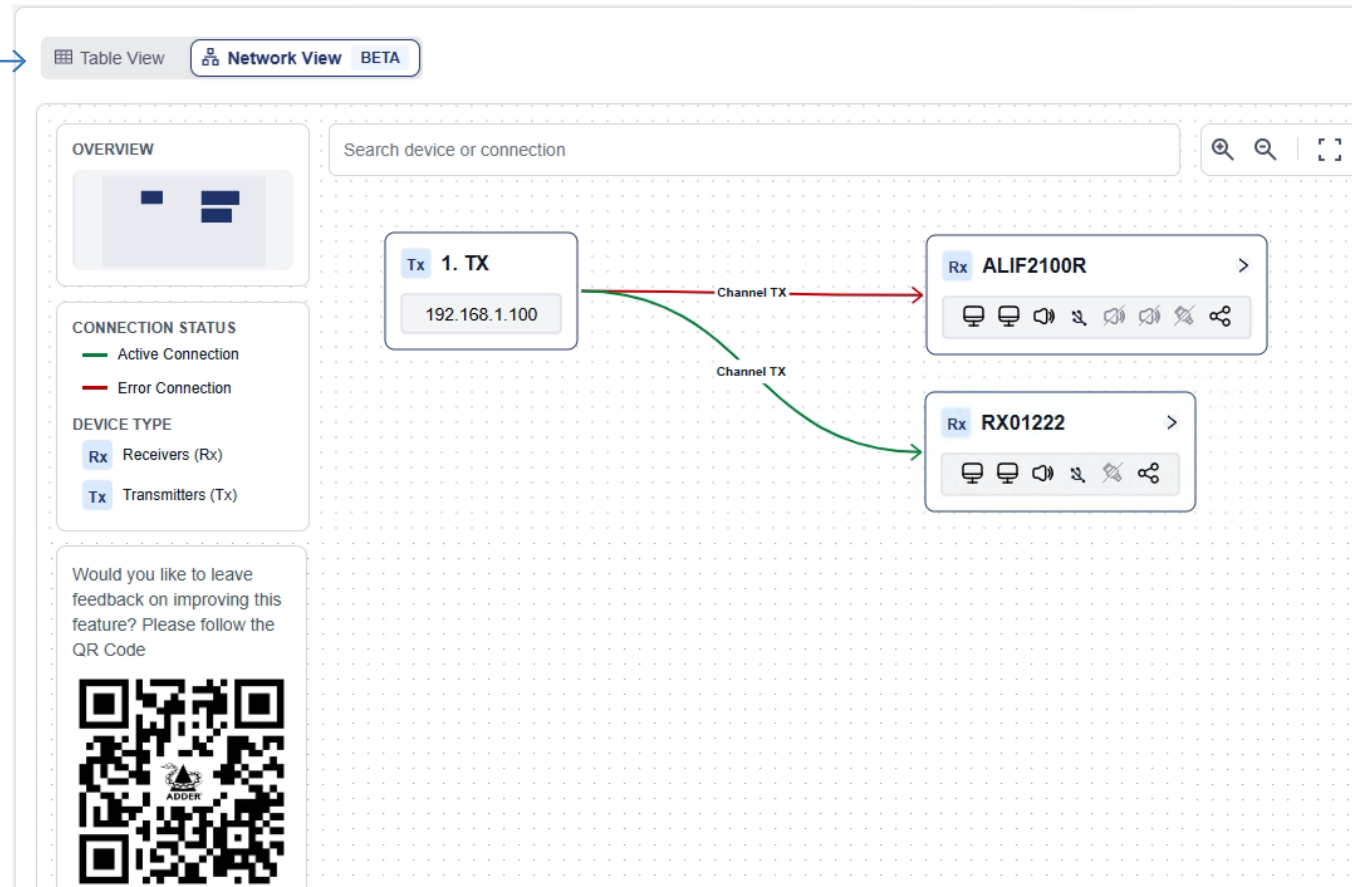 Table View
Network View BETA
OVERVIEW
Search device or connection
Tx 1. TX
192.168.1.100
Channel TX
Rx ALIF2100R
Channel TX
Rx RX01222
CONNECTION STATUS
Active Connection
Error Connection
DEVICE TYPE
Rx Receivers (Rx)
Tx Transmitters (Tx)
Would you like to leave
feedback on improving this
feature? Please follow the
QR Code
ADDER